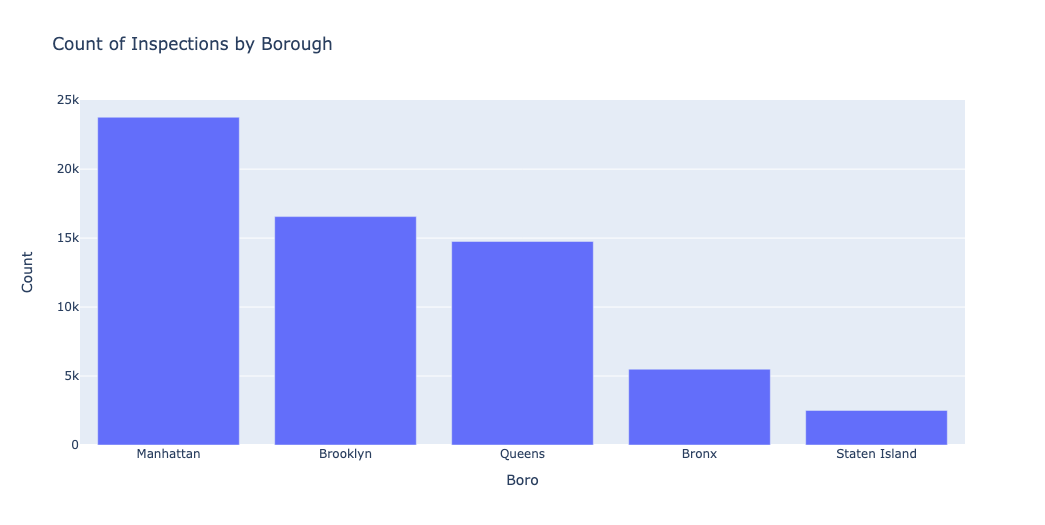 Count of Inspections by Borough
25k
20k
15k
10k
5k
0
Count
Manhattan Brooklyn Queens Bronx Staten Island
Boro